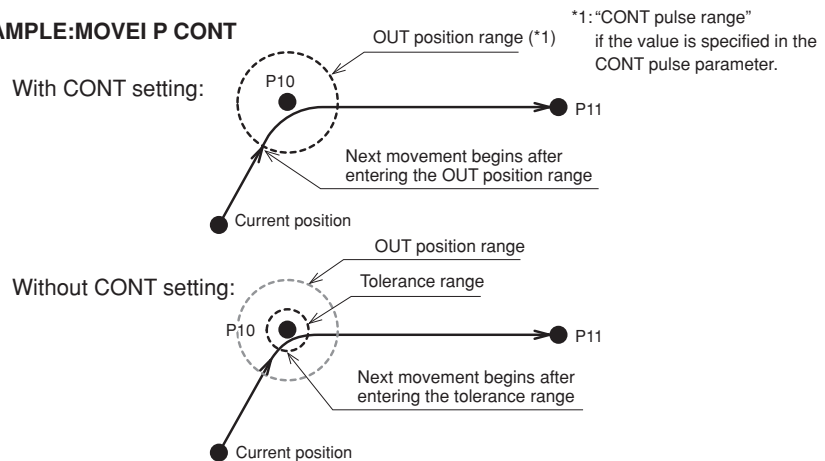 AMPLE:MOVEI P CONT
*1: “CONT pulse range”
if the value is specified in the
CONT pulse parameter.
OUT position range (*1)
With CONT setting:
P10
P11
Next movement begins after
entering the OUT position range
Current position
OUT position range
Without CONT setting:
Tolerance range
P10
P11
Next movement begins after
entering the tolerance range
Current position